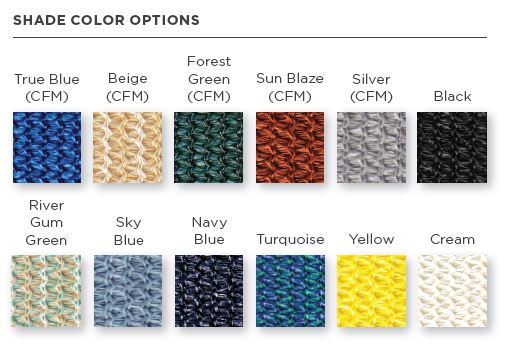 SHADE COLOR OPTIONS
True Blue
(CFM)
Beige
(CFM)
Forest
Green
(CFM)
Sun Blaze
(CFM)
Silver
(CFM)
Black
River
Gum
Green
Sky
Blue
Navy
Blue
Turquoise
Yellow
Cream